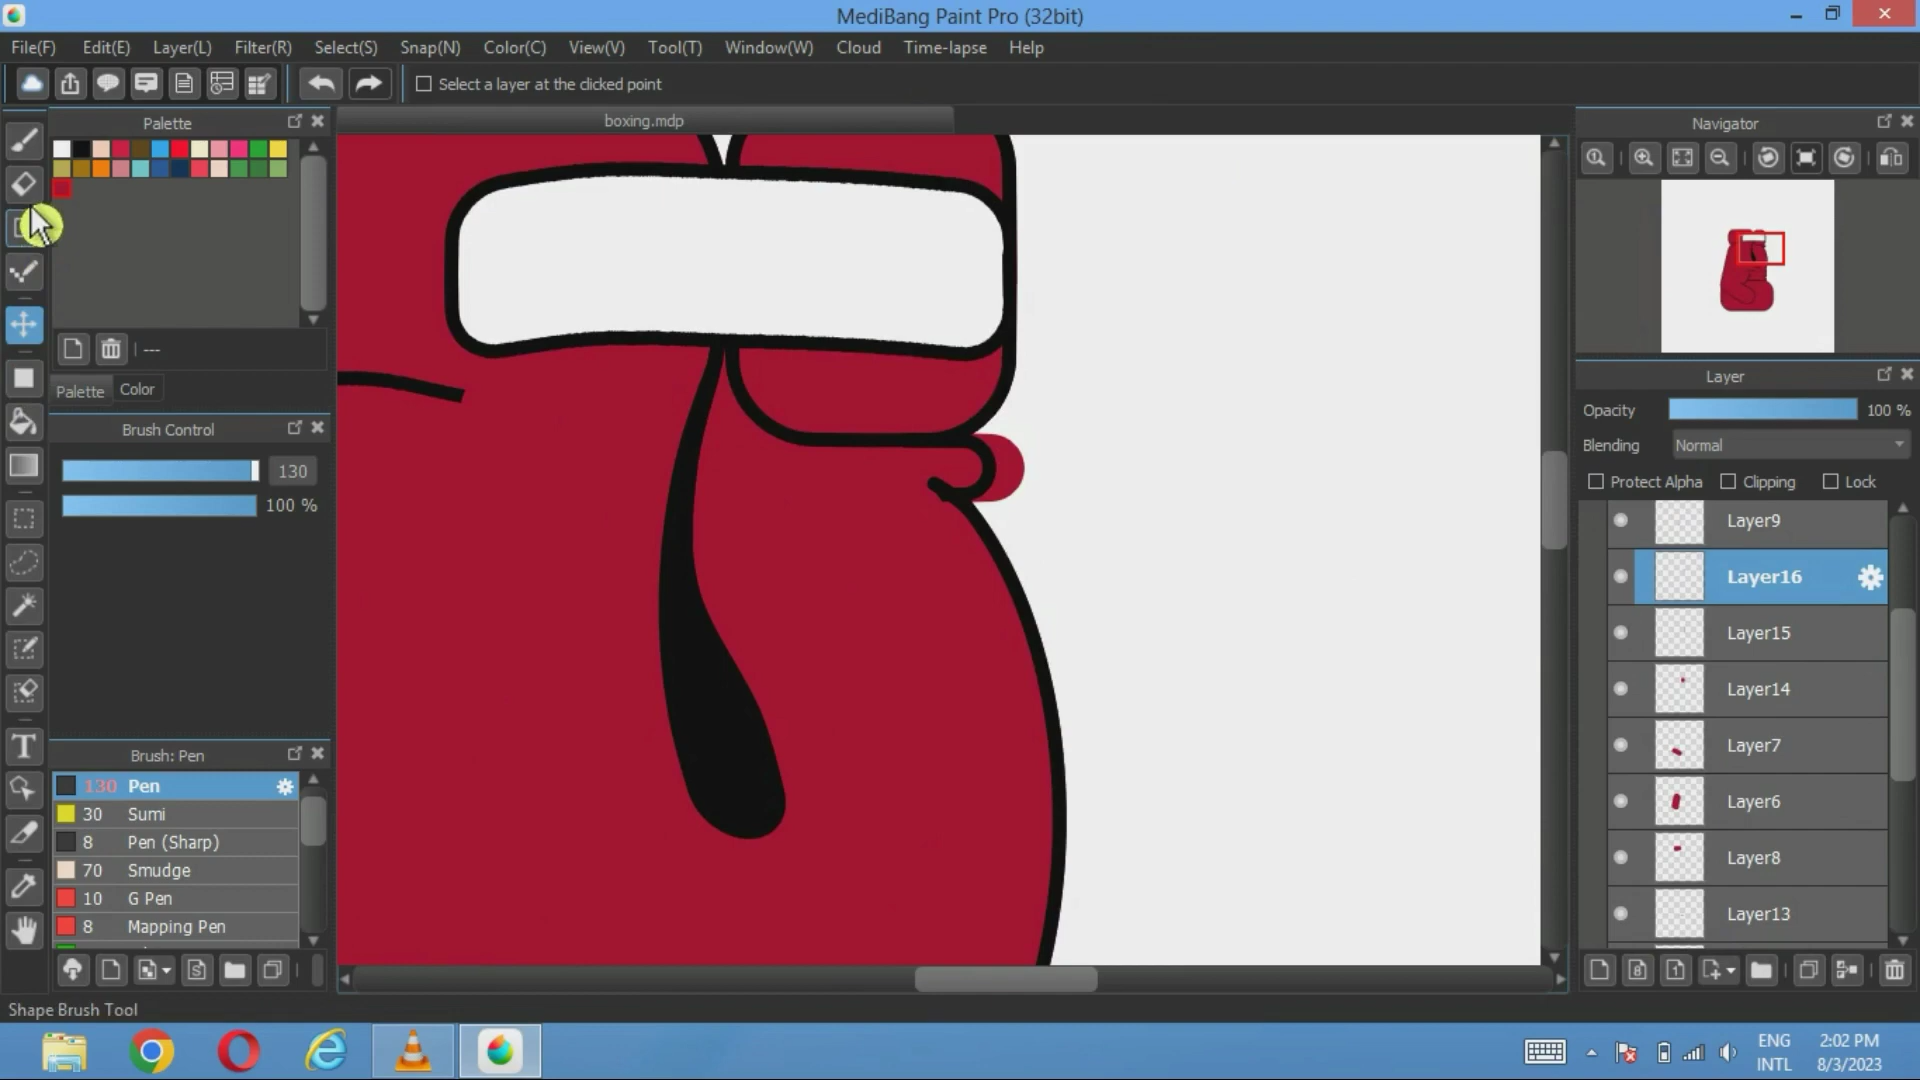 MediBang Paint Pro (32bit)
File(F) Edit(E) Layer(L) Filter(R) Select(S) Snap(N) Color(C) View(V) Tool(T) Window(W) Cloud Time-lapse Help
Select a layer at the clicked point
Palette
boxing.mdp
Navigator
---
Palette Color
Brush Control
130
100 %
Brush: Pen
130 Pen
30 Sumi
8 Pen (Sharp)
70 Smudge
10 G Pen
8 Mapping Pen
Layer
Opacity 100 %
Blending Normal
Protect Alpha Clipping Lock
Layer9
Layer16
Layer15
Layer14
Layer7
Layer6
Layer8
Layer13
Shape Brush Tool
ENG
INTL
2:02 PM
8/3/2023